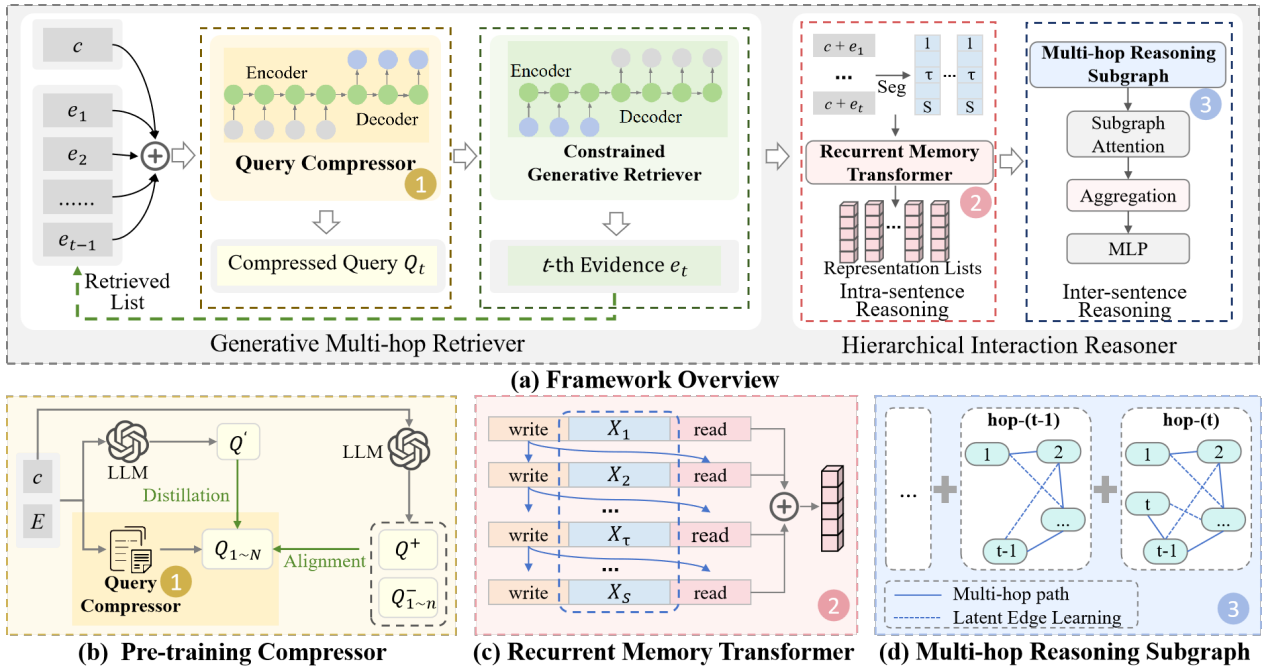 c
e₁
e₂
......
eₜ₋₁
Retrieved
List
Encoder
Decoder
Query Compressor
1
Compressed Query Qₜ
Encoder
Decoder
Constrained
Generative Retriever
t-th Evidence eₜ
Generative Multi-hop Retriever
c + e₁
...
c + eₜ
Seg
1 1
τ ... τ
S S
Recurrent Memory
Transformer
2
...
Representation Lists
Intra-sentence
Reasoning
Multi-hop Reasoning
Subgraph
3
Subgraph
Attention
Aggregation
MLP
Inter-sentence
Reasoning
Hierarchical Interaction Reasoner
(a) Framework Overview
c
E
LLM
Q′
LLM
Distillation
Query
Compressor
1
Q₁~N
Alignment
Q⁺
Q⁻₁~n
(b) Pre-training Compressor
write X₁ read
write X₂ read
...
write Xτ read
...
write X_S read
2
(c) Recurrent Memory Transformer
...
hop-(t-1)
1 2
...
t-1
hop-(t)
1 2
t
...
t-1
Multi-hop path
Latent Edge Learning
3
(d) Multi-hop Reasoning Subgraph